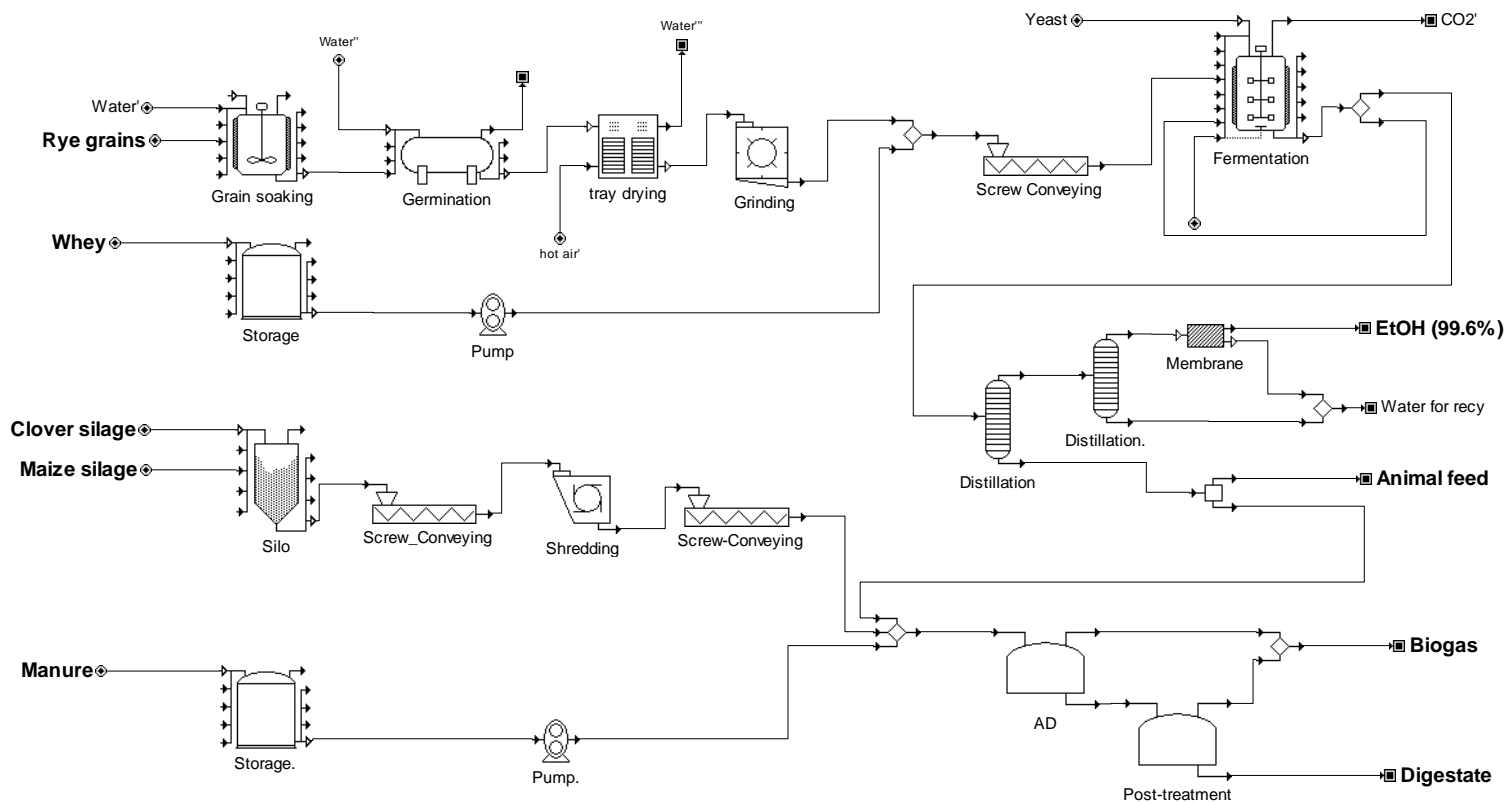 Yeast
CO2'
Water''
Water'''
Water'
Rye grains
Grain soaking
Germination
tray drying
Grinding
Screw Conveying
Fermentation
Whey
hot air'
Storage
Pump
EtOH (99.6%)
Membrane
Water for recy
Clover silage
Maize silage
Distillation.
Distillation
Animal feed
Silo
Screw_Conveying
Shredding
Screw-Conveying
Manure
Biogas
AD
Storage.
Pump.
Digestate
Post-treatment